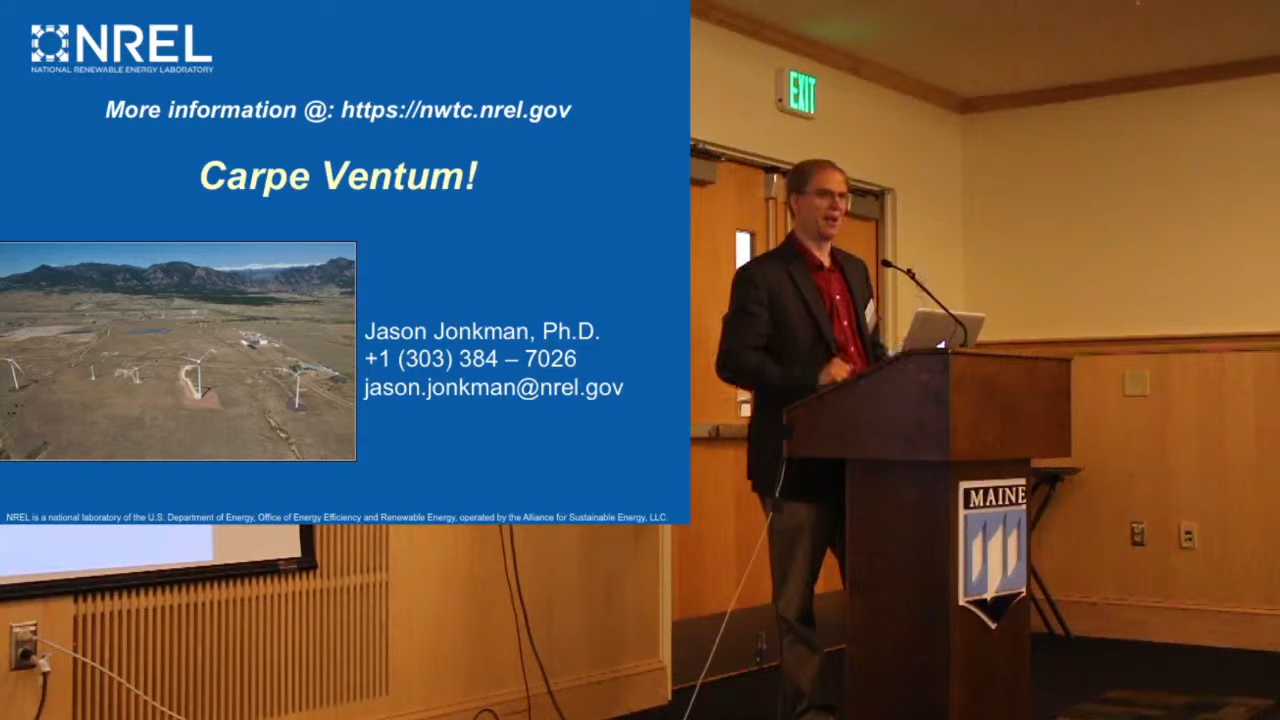 NREL
NATIONAL RENEWABLE ENERGY LABORATORY
More information @: https://nwtc.nrel.gov
Carpe Ventum!
Jason Jonkman, Ph.D.
+1 (303) 384 – 7026
jason.jonkman@nrel.gov
NREL is a national laboratory of the U.S. Department of Energy, Office of Energy Efficiency and Renewable Energy, operated by the Alliance for Sustainable Energy, LLC.
EXIT
MAINE